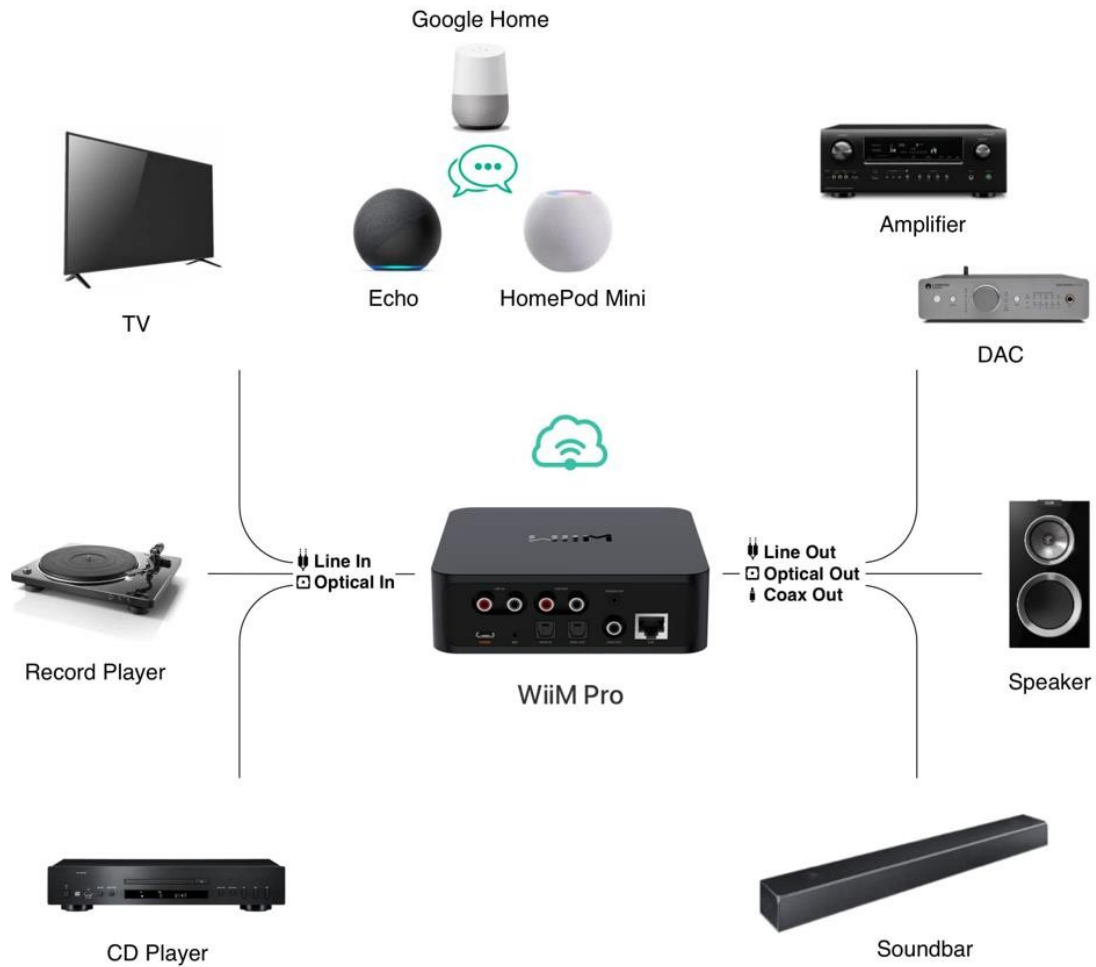 Google Home
Echo
HomePod Mini
TV
Amplifier
DAC
Line In
Optical In
Line Out
Optical Out
Coax Out
WiiM
Record Player
WiiM Pro
Speaker
CD Player
Soundbar